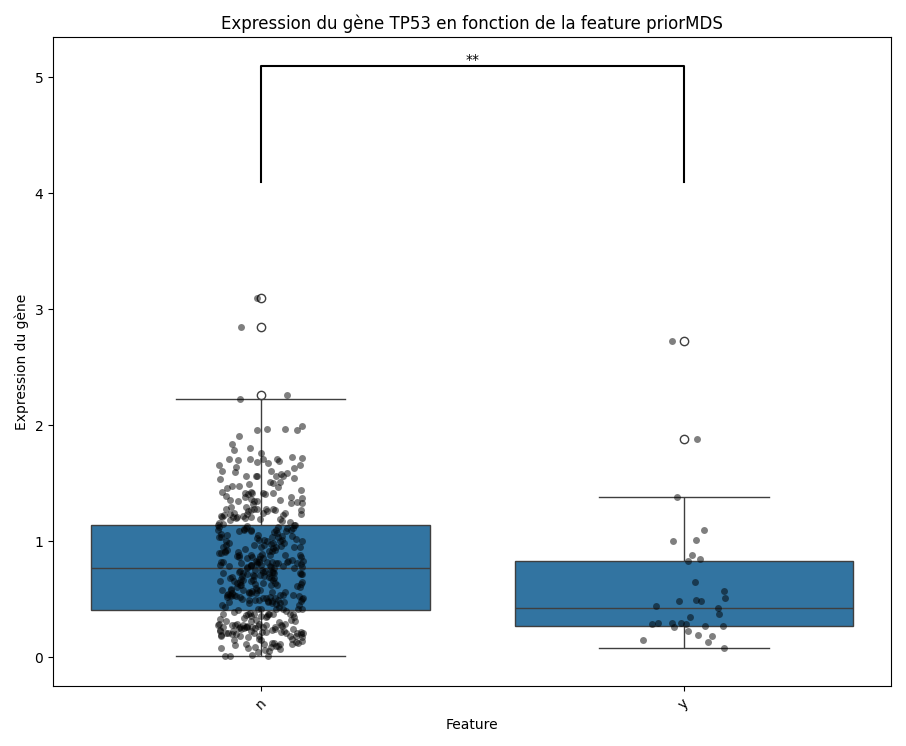 Expression du gène TP53 en fonction de la feature priorMDS
**
5
4
3
2
1
0
Expression du gène
n
y
Feature